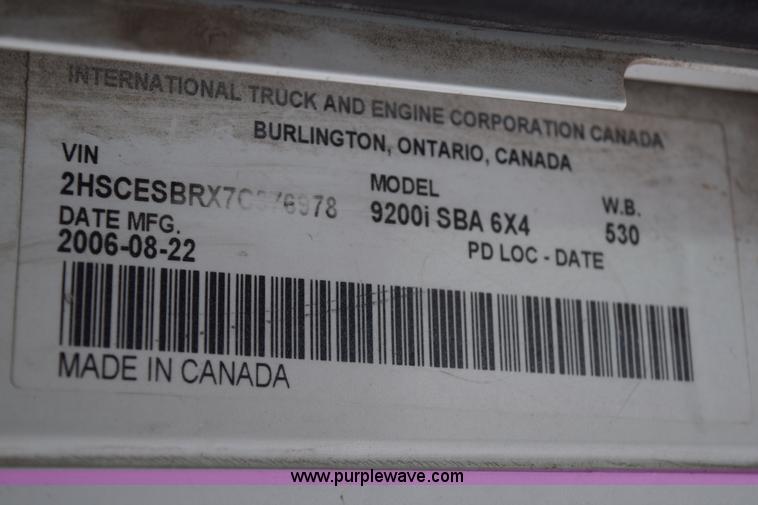 INTERNATIONAL TRUCK AND ENGINE CORPORATION CANADA
BURLINGTON, ONTARIO, CANADA
VIN
MODEL
W.B.
9200i SBA 6X4
530
DATE MFG.
2006-08-22
PD LOC - DATE
MADE IN CANADA
www.purplewave.com